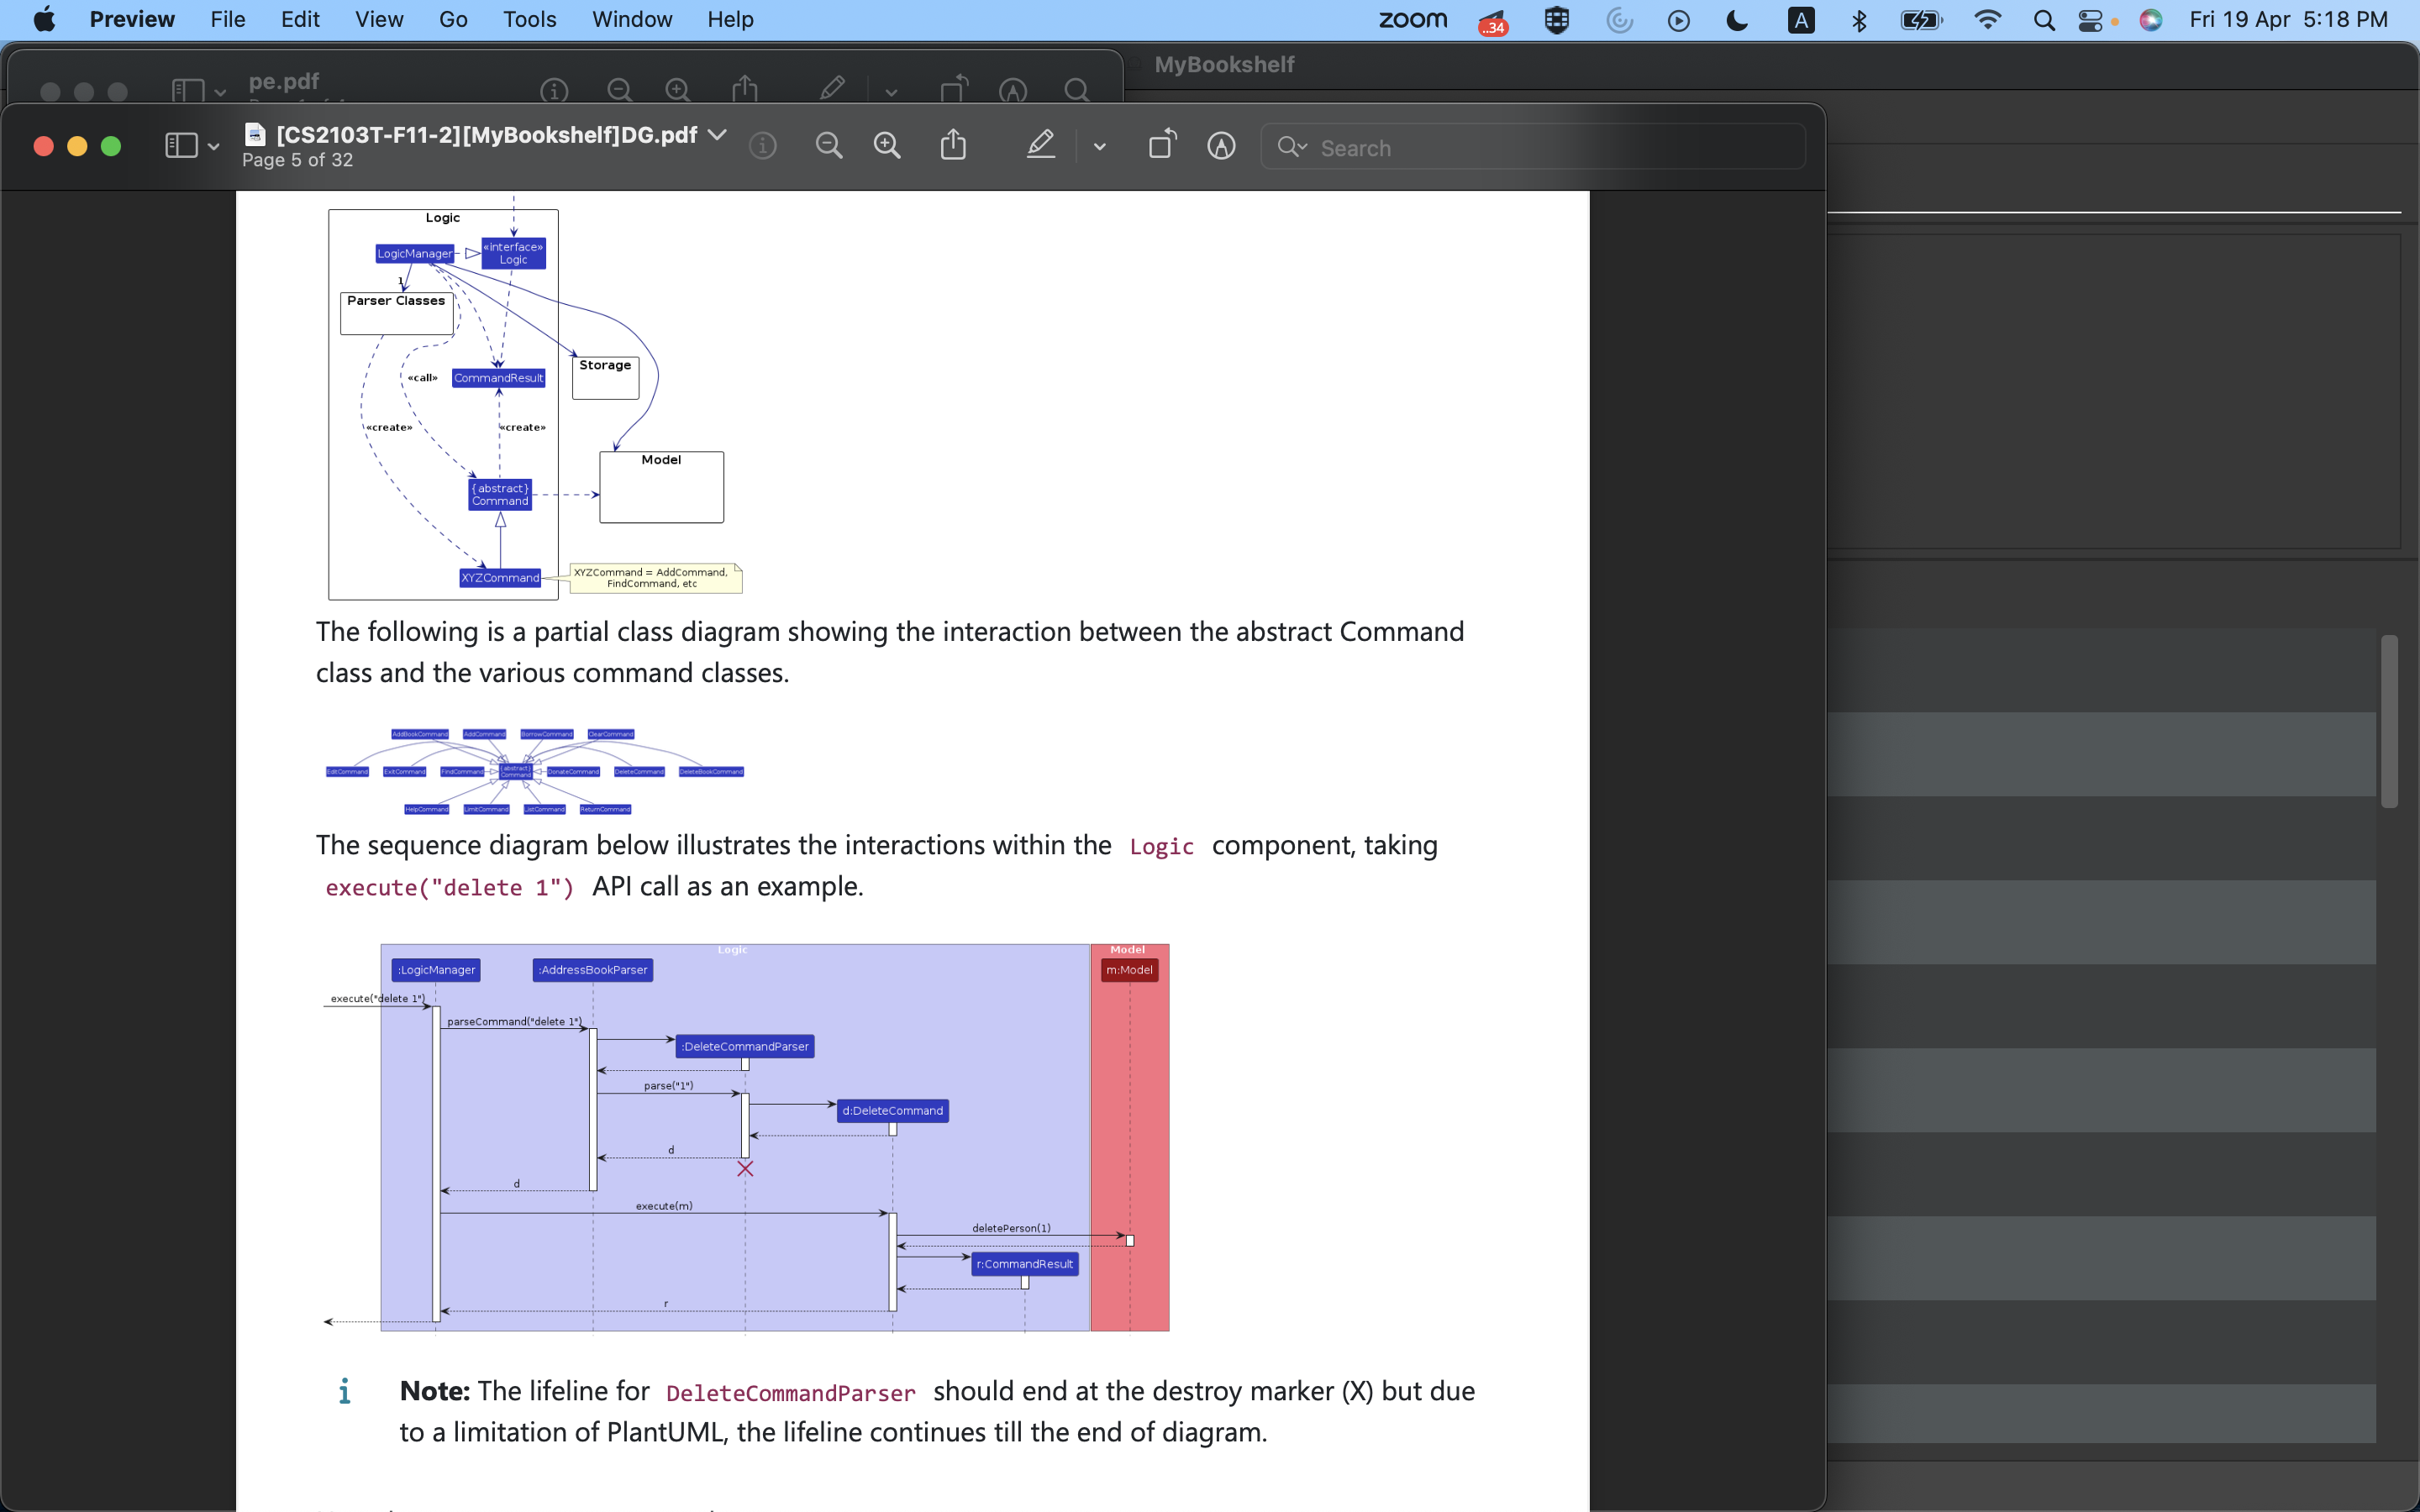 Preview File Edit View Go Tools Window Help
zoom ..34 A Fri 19 Apr 5:18 PM
MyBookshelf
pe.pdf
[CS2103T-F11-2][MyBookshelf]DG.pdf
Page 5 of 32
Search
Logic
LogicManager
«interface»
Logic
1
Parser Classes
Storage
«call»
CommandResult
«create»
«create»
Model
{abstract}
Command
XYZCommand
XYZCommand = AddCommand,
FindCommand, etc
The following is a partial class diagram showing the interaction between the abstract Command
class and the various command classes.
AddBookCommand AddCommand BorrowCommand ClearCommand
EditCommand ExitCommand FindCommand {abstract} Command DonateCommand DeleteCommand DeleteBookCommand
HelpCommand LimitCommand ListCommand ReturnCommand
The sequence diagram below illustrates the interactions within the Logic component, taking
execute("delete 1") API call as an example.
Logic Model
:LogicManager :AddressBookParser m:Model
execute("delete 1")
parseCommand("delete 1")
:DeleteCommandParser
parse("1")
d:DeleteCommand
d
d
execute(m)
deletePerson(1)
r:CommandResult
r
i Note: The lifeline for DeleteCommandParser should end at the destroy marker (X) but due
to a limitation of PlantUML, the lifeline continues till the end of diagram.